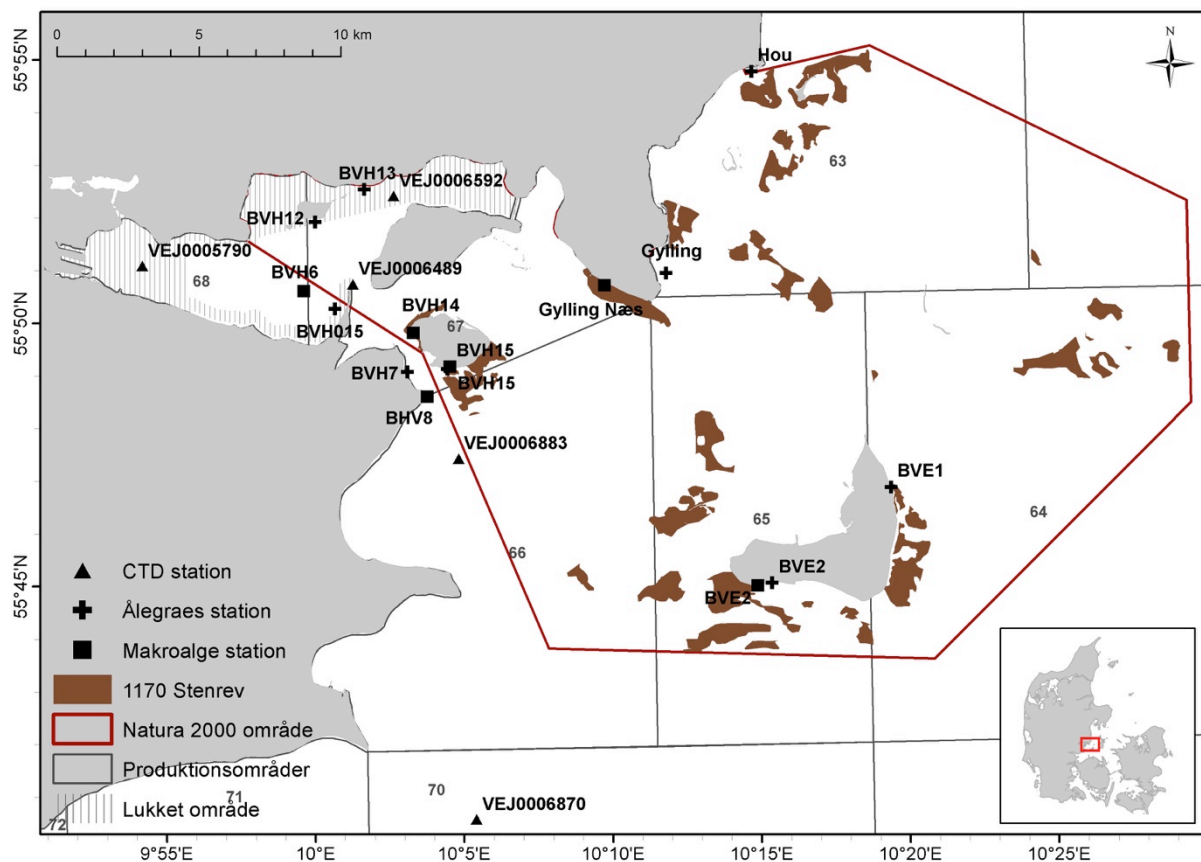 0 5 10 km
N
55°55'N
Hou
63
BVH13
VEJ0006592
BVH12
VEJ0005790
Gylling
68
BVH6
VEJ0006489
Gylling Næs
BVH015
BVH14
55°50'N
67
BVH15
BVH7
BVH15
BHV8
VEJ0006883
BVE1
65
64
66
BVE2
55°45'N
BVE2
CTD station
Ålegraes station
Makroalge station
1170 Stenrev
Natura 2000 område
Produktionsområder
Lukket område
71
70
VEJ0006870
72
9°55'E
10°0'E
10°5'E
10°10'E
10°15'E
10°20'E
10°25'E